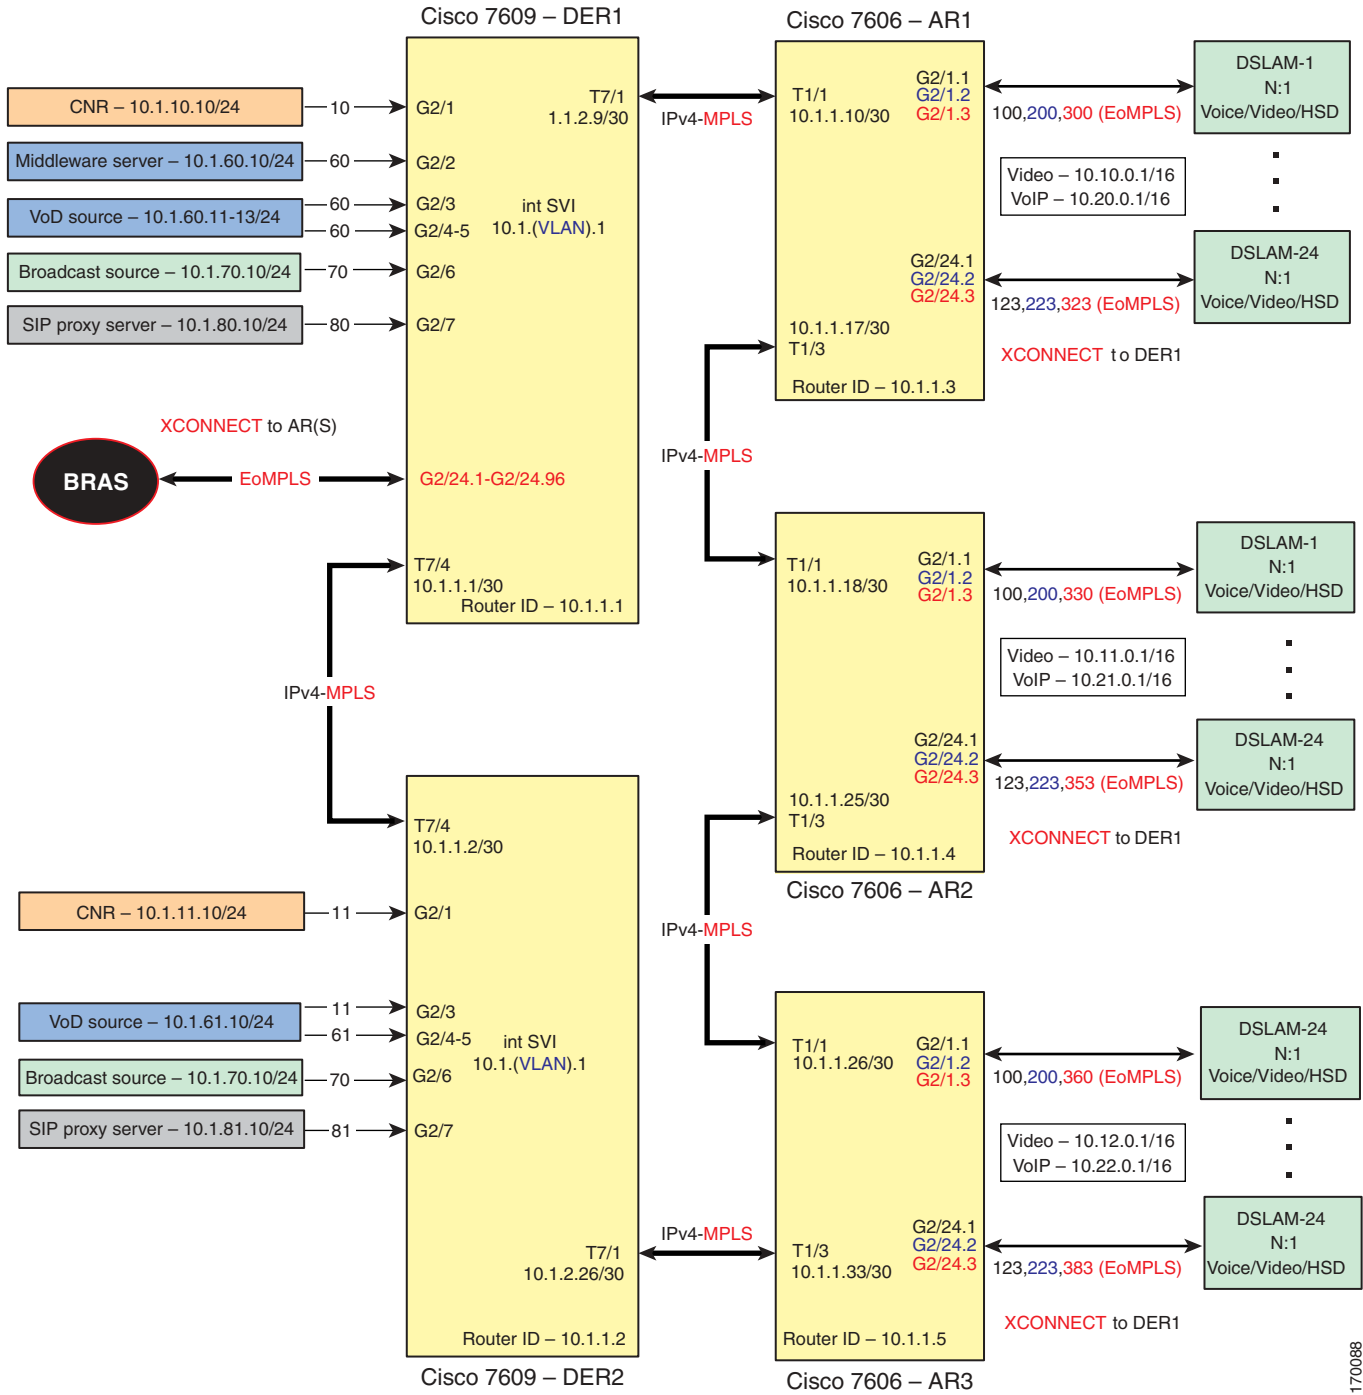 Cisco 7609 – DER1
CNR – 10.1.10.10/24
10
G2/1
Middleware server – 10.1.60.10/24
60
G2/2
VoD source – 10.1.60.11-13/24
60
G2/3
60
G2/4-5
Broadcast source – 10.1.70.10/24
70
G2/6
SIP proxy server – 10.1.80.10/24
80
G2/7
T7/1
1.1.2.9/30
int SVI
10.1.(VLAN).1
XCONNECT to AR(S)
BRAS
EoMPLS
G2/24.1-G2/24.96
T7/4
10.1.1.1/30
Router ID – 10.1.1.1
IPv4-MPLS
Cisco 7606 – AR1
IPv4-MPLS
T1/1
10.1.1.10/30
G2/1.1
G2/1.2
G2/1.3
100,200,300 (EoMPLS)
DSLAM-1
N:1
Voice/Video/HSD
Video – 10.10.0.1/16
VoIP – 10.20.0.1/16
G2/24.1
G2/24.2
G2/24.3
123,223,323 (EoMPLS)
DSLAM-24
N:1
Voice/Video/HSD
10.1.1.17/30
T1/3
Router ID – 10.1.1.3
XCONNECT to DER1
IPv4-MPLS
T1/1
10.1.1.18/30
G2/1.1
G2/1.2
G2/1.3
100,200,330 (EoMPLS)
DSLAM-1
N:1
Voice/Video/HSD
Video – 10.11.0.1/16
VoIP – 10.21.0.1/16
G2/24.1
G2/24.2
G2/24.3
123,223,353 (EoMPLS)
DSLAM-24
N:1
Voice/Video/HSD
10.1.1.25/30
T1/3
Router ID – 10.1.1.4
XCONNECT to DER1
Cisco 7606 – AR2
IPv4-MPLS
T7/4
10.1.1.2/30
CNR – 10.1.11.10/24
11
G2/1
VoD source – 10.1.61.10/24
11
G2/3
61
G2/4-5
Broadcast source – 10.1.70.10/24
70
G2/6
SIP proxy server – 10.1.81.10/24
81
G2/7
int SVI
10.1.(VLAN).1
T7/1
10.1.2.26/30
Router ID – 10.1.1.2
Cisco 7609 – DER2
IPv4-MPLS
T1/1
10.1.1.26/30
G2/1.1
G2/1.2
G2/1.3
100,200,360 (EoMPLS)
DSLAM-24
N:1
Voice/Video/HSD
Video – 10.12.0.1/16
VoIP – 10.22.0.1/16
G2/24.1
G2/24.2
G2/24.3
123,223,383 (EoMPLS)
DSLAM-24
N:1
Voice/Video/HSD
T1/3
10.1.1.33/30
Router ID – 10.1.1.5
XCONNECT to DER1
Cisco 7606 – AR3
170088